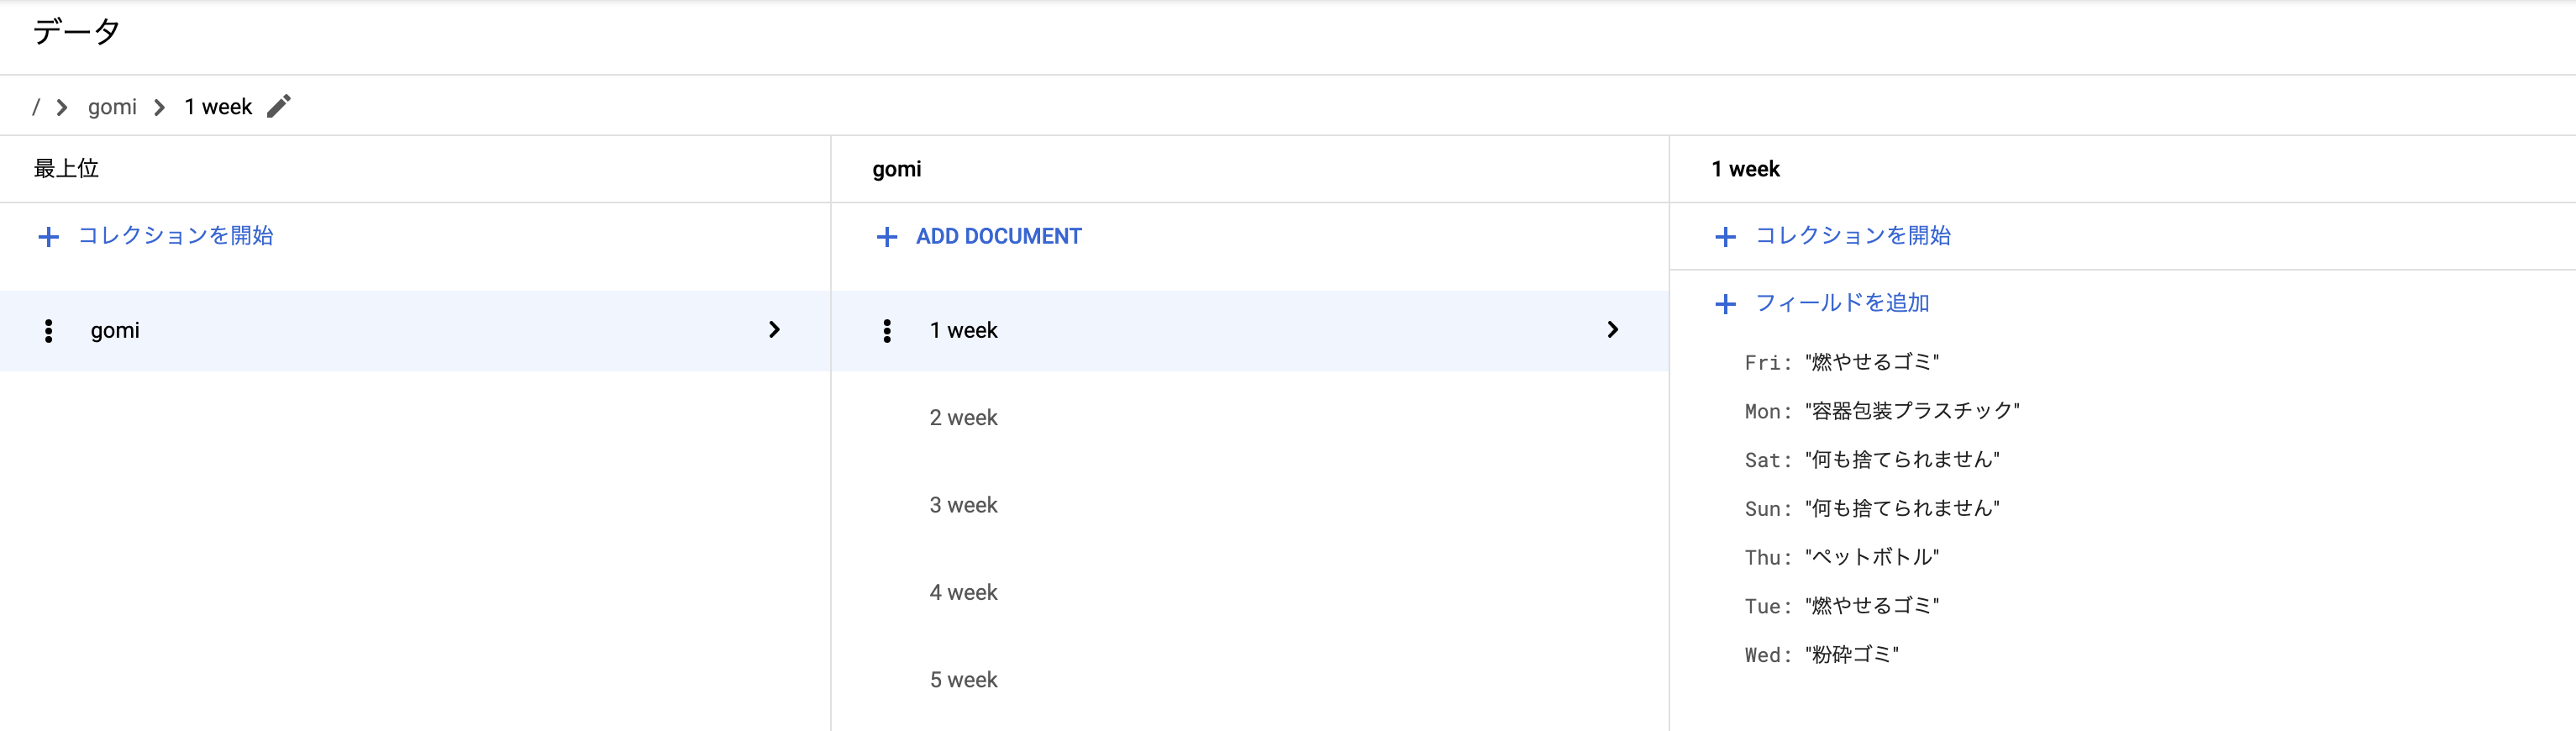 データ
/ gomi 1 week
最上位
コレクションを開始
gomi
gomi
ADD DOCUMENT
1 week
2 week
3 week
4 week
5 week
1 week
コレクションを開始
フィールドを追加
Fri: "燃やせるゴミ"
Mon: "容器包装プラスチック"
Sat: "何も捨てられません"
Sun: "何も捨てられません"
Thu: "ペットボトル"
Tue: "燃やせるゴミ"
Wed: "粉砕ゴミ"